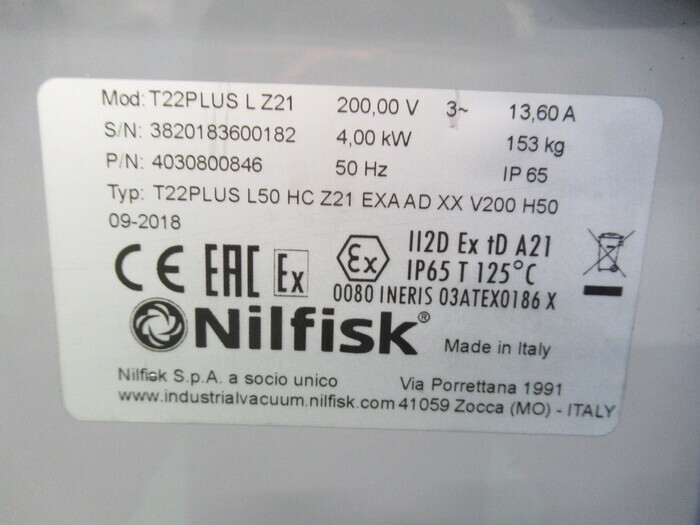 Mod: T22PLUS L Z21 200,00 V 3~ 13,60 A
S/N: 3820183600182 4,00 kW 153 kg
P/N: 4030800846 50 Hz IP 65
Typ: T22PLUS L50 HC Z21 EXA AD XX V200 H50
09-2018
CE EAC Ex Ex II2D Ex tD A21
IP65 T 125°C
0080 INERIS 03ATEX0186 X
Nilfisk® Made in Italy
Nilfisk S.p.A. a socio unico Via Porrettana 1991
www.industrialvacuum.nilfisk.com 41059 Zocca (MO) - ITALY